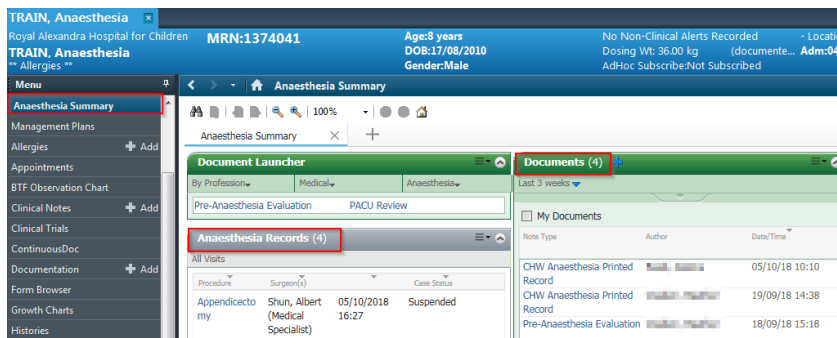 TRAIN, Anaesthesia
Royal Alexandra Hospital for Children
MRN:1374041
Age:8 years
No Non-Clinical Alerts Recorded
- Locati
TRAIN, Anaesthesia
DOB:17/08/2010
Dosing Wt: 36.00 kg
(documente...
Adm:04
** Allergies **
Gender:Male
AdHoc Subscribe:Not Subscribed
Menu
Anaesthesia Summary
Anaesthesia Summary
Management Plans
Allergies
Add
Appointments
BTF Observation Chart
Clinical Notes
Add
Clinical Trials
ContinuousDoc
Documentation
Add
Form Browser
Growth Charts
Histories
100%
Anaesthesia Summary
Document Launcher
By Profession
Medical
Anaesthesia
Pre-Anaesthesia Evaluation
PACU Review
Anaesthesia Records (4)
All Visits
Procedure
Surgeon(s)
Case Status
Appendicecto
my
Shun, Albert
(Medical
Specialist)
05/10/2018
16:27
Suspended
Documents (4)
Last 3 weeks
My Documents
Note Type
Author
Date/Time
CHW Anaesthesia Printed
Record
05/10/18 10:10
CHW Anaesthesia Printed
Record
19/09/18 14:38
Pre-Anaesthesia Evaluation
18/09/18 15:18